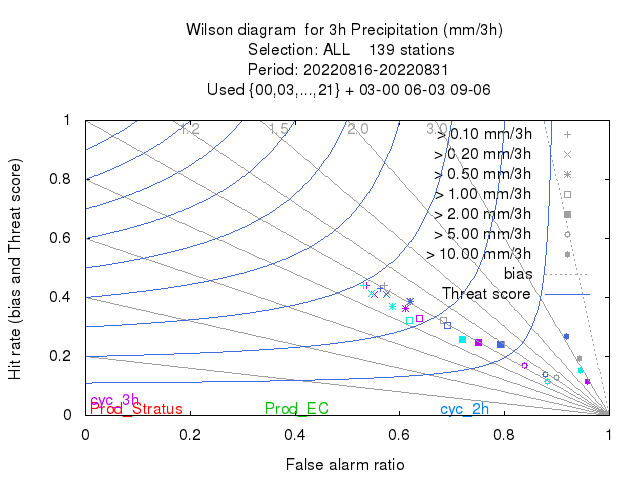 Wilson diagram  for 3h Precipitation (mm/3h)
Selection: ALL    139 stations
Period: 20220816-20220831
Used {00,03,...,21} + 03-00 06-03 09-06
1.2 1.5 2.0 3.0
> 0.10 mm/3h
> 0.20 mm/3h
> 0.50 mm/3h
> 1.00 mm/3h
> 2.00 mm/3h
> 5.00 mm/3h
> 10.00 mm/3h
bias
Threat score
1
0.8
0.6
0.4
0.2
0
Hit rate (bias and Threat score)
cyc_3h
Prod_Stratus Prod_EC cyc_2h
0 0.2 0.4 0.6 0.8 1
False alarm ratio